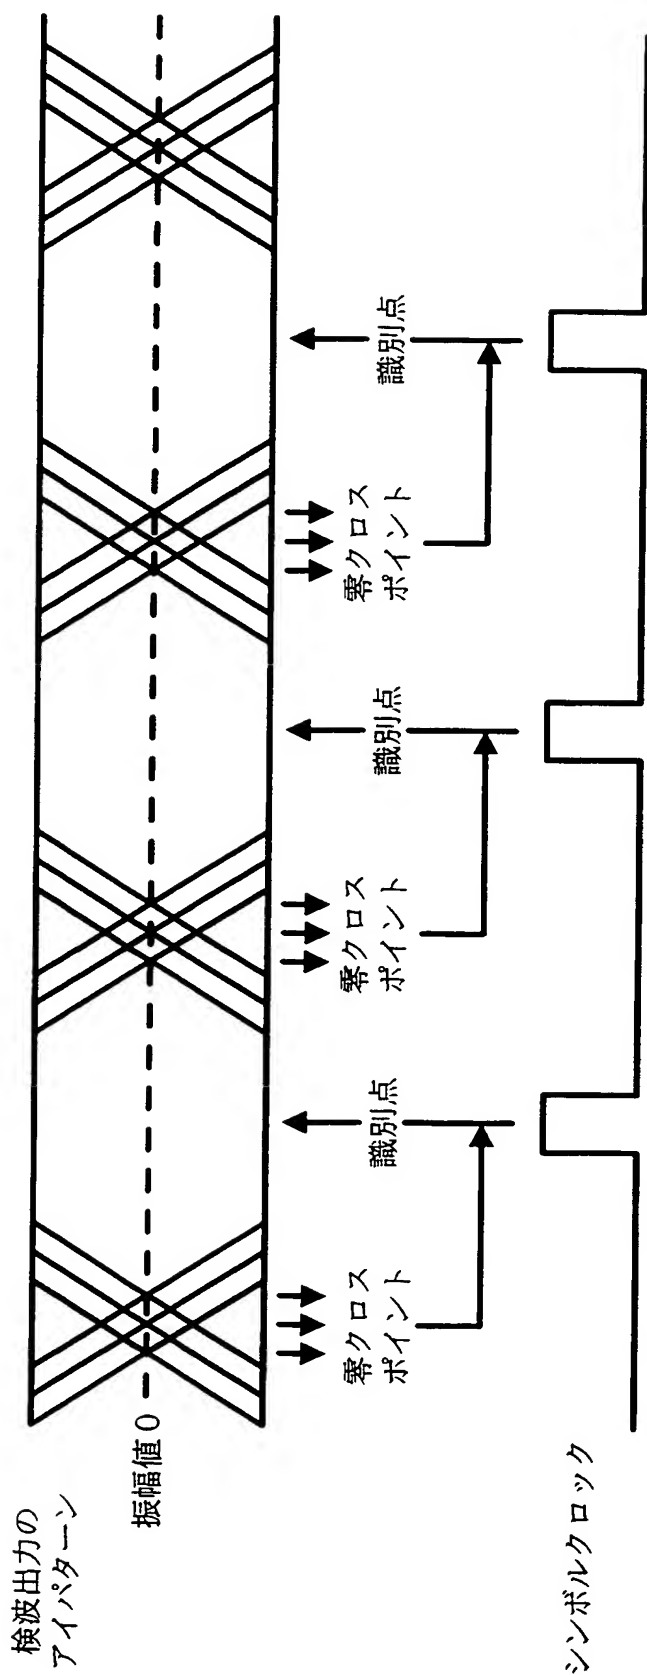 検波出力の
アイパターン
振幅値0
零クロス
ポイント
識別点
零クロス
ポイント
識別点
零クロス
ポイント
識別点
シンボルクロック